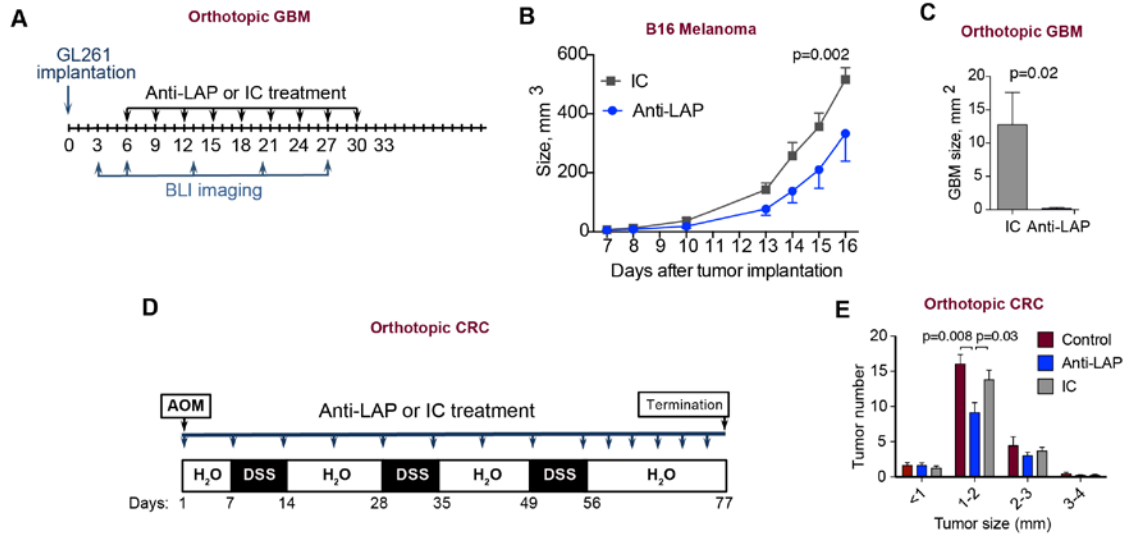 A
Orthotopic GBM
GL261
implantation
Anti-LAP or IC treatment
0 3 6 9 12 15 18 21 24 27 30 33
BLI imaging
B
B16 Melanoma
p=0.002
IC
Anti-LAP
Size, mm 3
600
400
200
0
7 8 9 10 11 12 13 14 15 16
Days after tumor implantation
C
Orthotopic GBM
p=0.02
GBM size, mm 2
20
15
10
5
0
IC Anti-LAP
D
Orthotopic CRC
AOM
Anti-LAP or IC treatment
Termination
H2O DSS H2O DSS H2O DSS H2O
Days: 1 7 14 28 35 49 56 77
E
Orthotopic CRC
p=0.008 p=0.03
Control
Anti-LAP
IC
Tumor number
20
15
10
5
0
<1 1-2 2-3 3-4
Tumor size (mm)